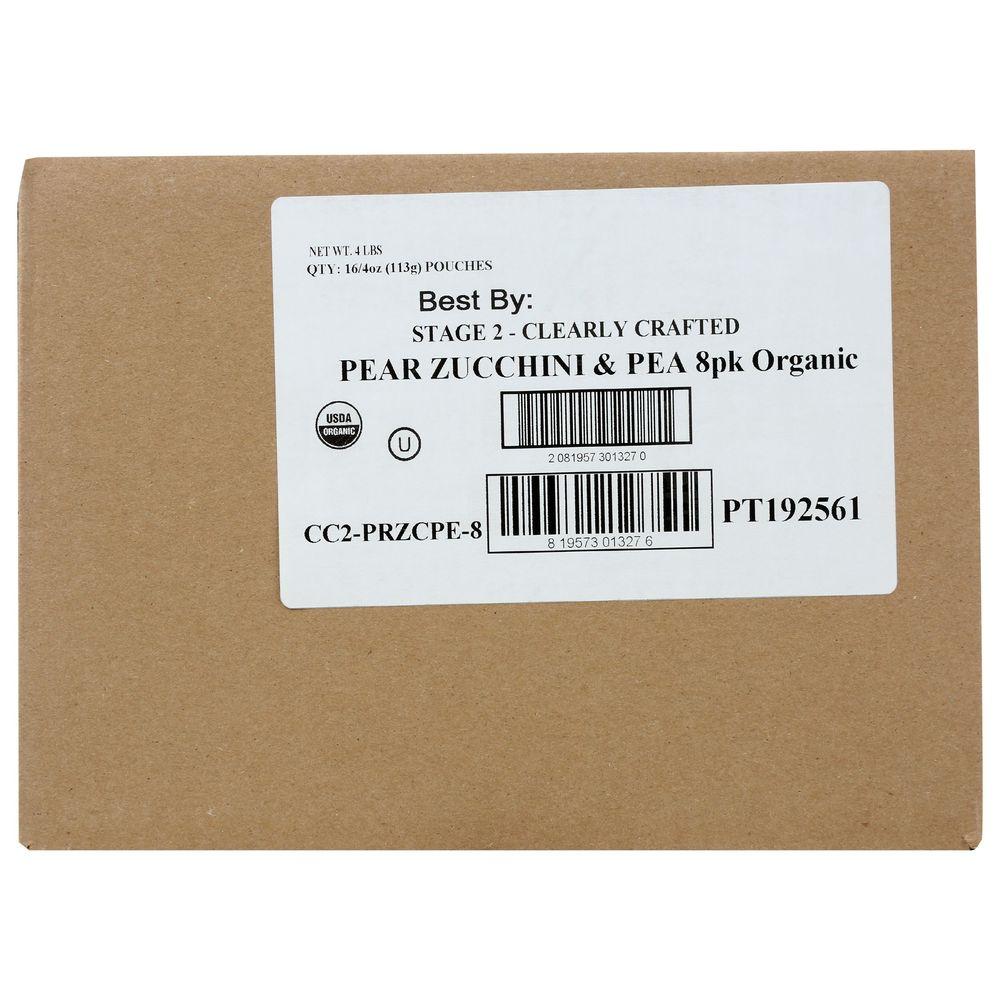 NET WT. 4 LBS
QTY: 16/4oz (113g) POUCHES
Best By:
STAGE 2 - CLEARLY CRAFTED
PEAR ZUCCHINI & PEA 8pk Organic
USDA
ORGANIC
U
2 081957 301327 0
CC2-PRZCPE-8
8 19573 01327 6
PT192561